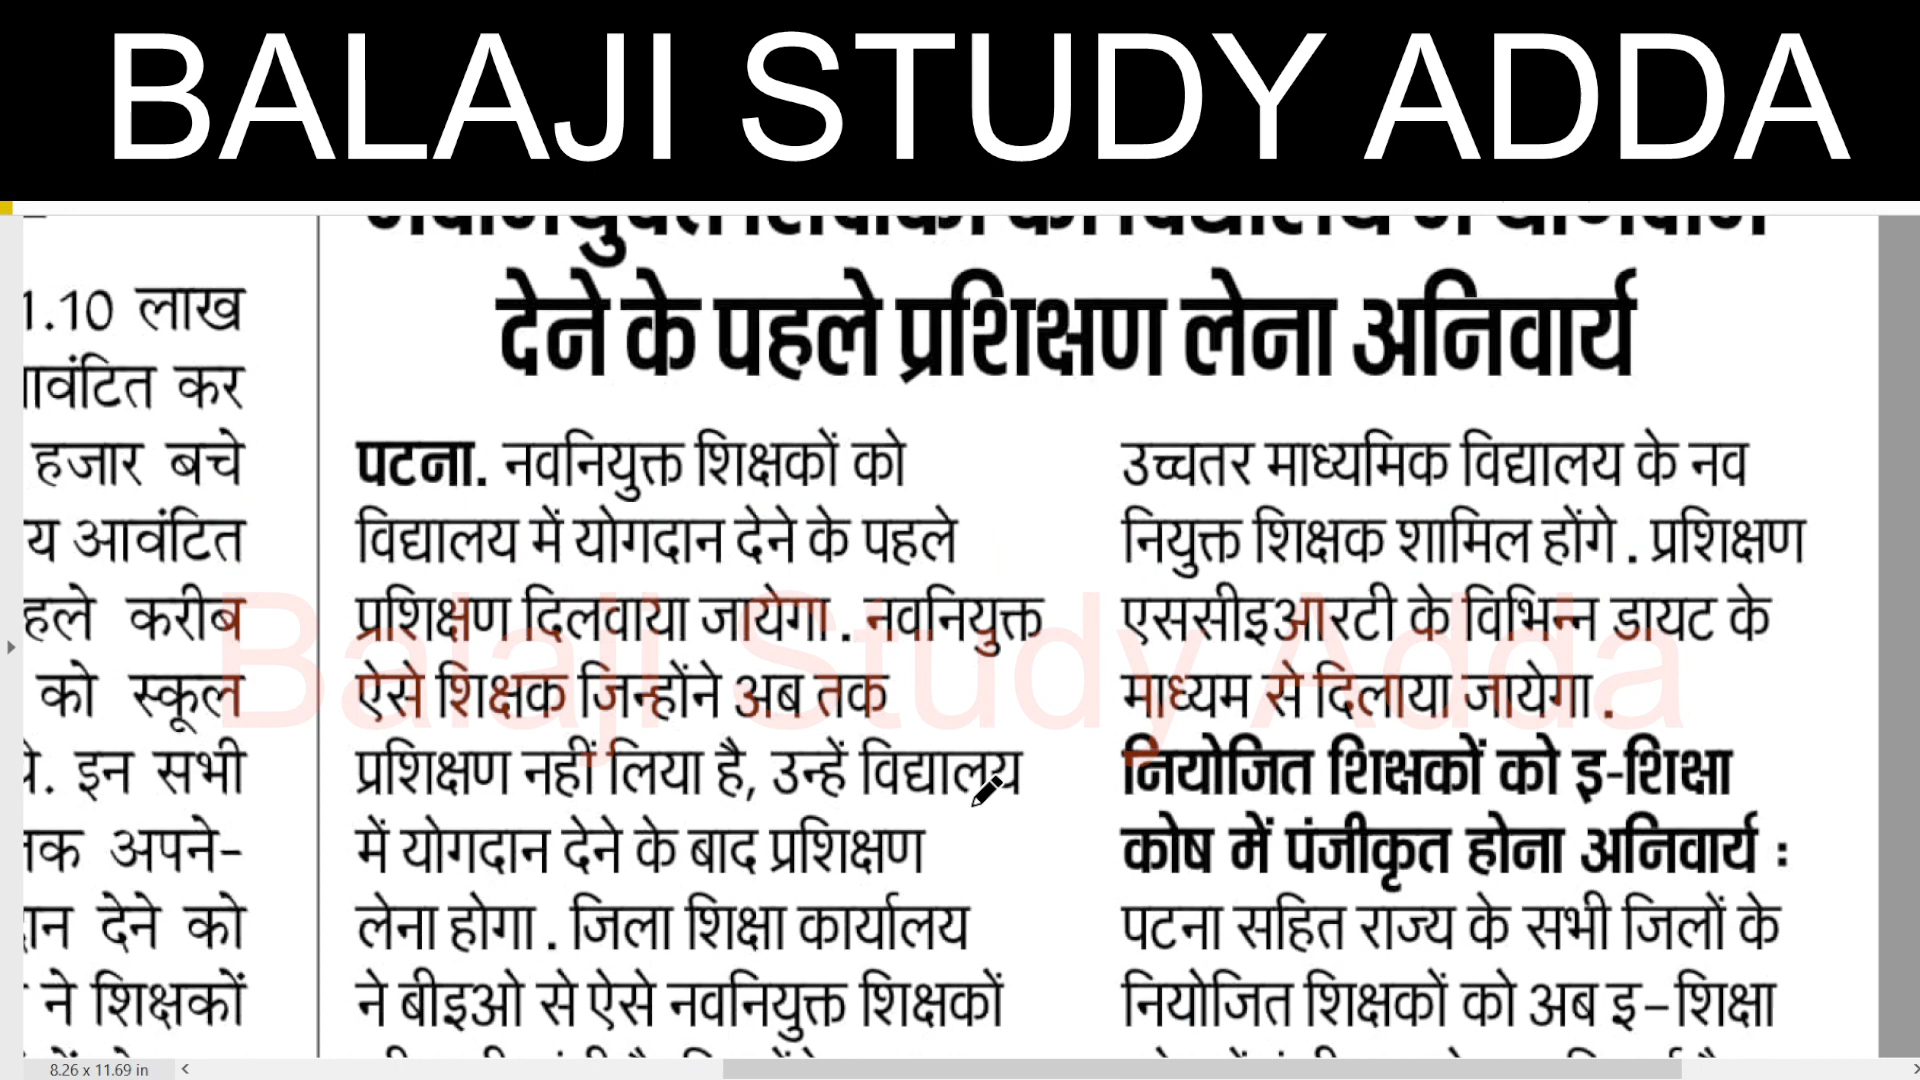 BALAJI STUDY ADDA
देने के पहले प्रशिक्षण लेना अनिवार्य
1.10 लाख
कर
हजार बचे
य आवंटित
करीब
को स्कूल
इन सभी
अपने-
देने को
ने शिक्षकों
पटना. नवनियुक्त शिक्षकों को
विद्यालय में योगदान देने के पहले
प्रशिक्षण दिलवाया जायेगा. नवनियुक्त
ऐसे शिक्षक जिन्होंने अब तक
प्रशिक्षण नहीं लिया है, उन्हें विद्यालय
में योगदान देने के बाद प्रशिक्षण
लेना होगा. जिला शिक्षा कार्यालय
ने बीइओ से ऐसे नवनियुक्त शिक्षकों
उच्चतर माध्यमिक विद्यालय के नव
नियुक्त शिक्षक शामिल होंगे. प्रशिक्षण
एससीइआरटी के विभिन्न डायट के
माध्यम से दिलाया जायेगा.
नियोजित शिक्षकों को इ-शिक्षा
कोष में पंजीकृत होना अनिवार्य :
पटना सहित राज्य के सभी जिलों के
नियोजित शिक्षकों को अब इ-शिक्षा
Balaji Study Adda
8.26 x 11.69 in